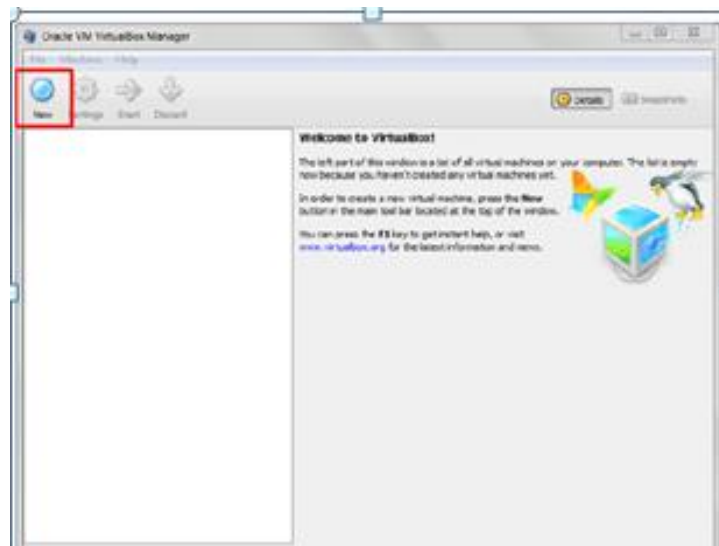 Oracle VM VirtualBox Manager
File Machine Help
New Settings Start Discard
Details Snapshots
Welcome to VirtualBox!
The left part of this window is a list of all virtual machines on your computer. The list is empty
now because you haven't created any virtual machines yet.
In order to create a new virtual machine, press the New
button in the main tool bar located at the top of the window.
You can press the F1 key to get instant help, or visit
www.virtualbox.org for the latest information and news.